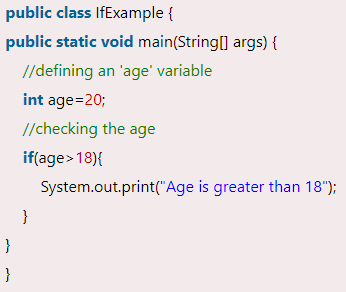 public class IfExample {
public static void main(String[] args) {
//defining an 'age' variable
int age=20;
//checking the age
if(age>18){
System.out.print("Age is greater than 18");
}
}
}